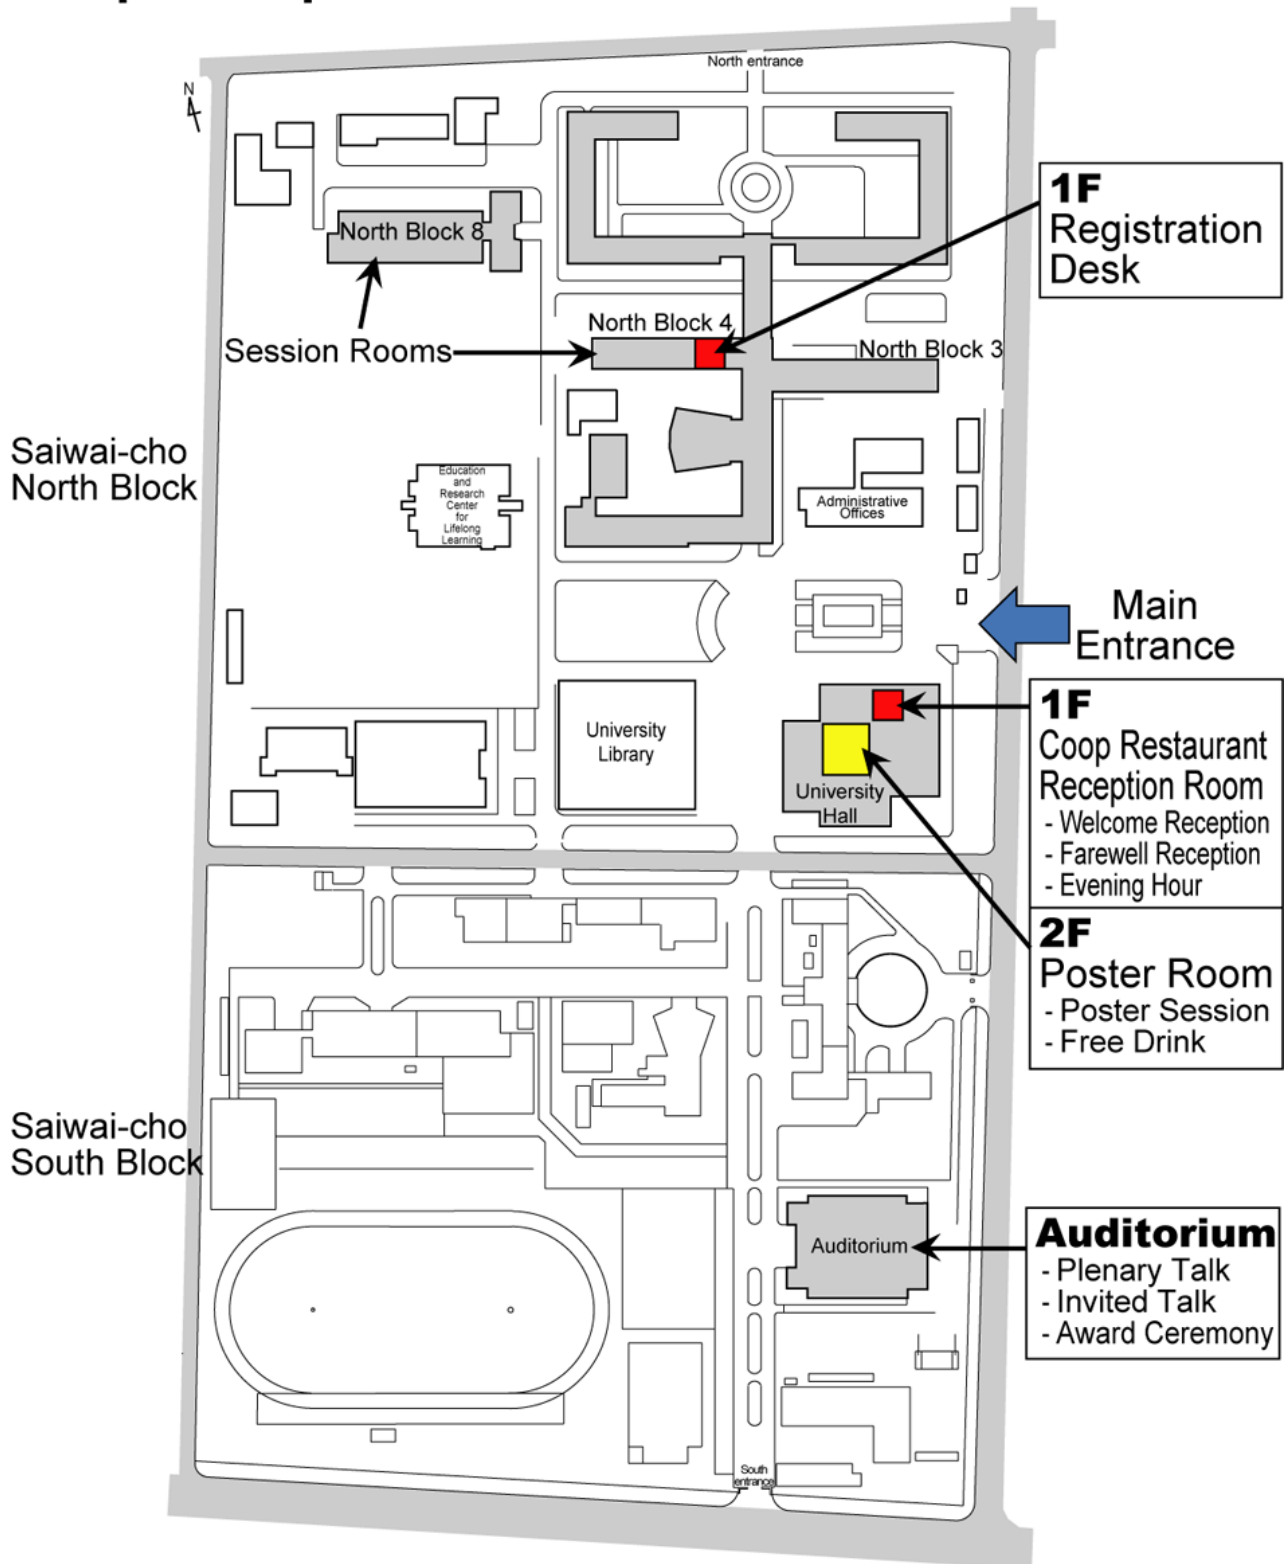 North entrance
N
1F
Registration
Desk
North Block 8
North Block 4
Session Rooms
North Block 3
Saiwai-cho
North Block
Education
and
Research
Center
for
Lifelong
Learning
Administrative
Offices
Main
Entrance
University
Library
University
Hall
1F
Coop Restaurant
Reception Room
- Welcome Reception
- Farewell Reception
- Evening Hour
2F
Poster Room
- Poster Session
- Free Drink
Saiwai-cho
South Block
Auditorium
Auditorium
- Plenary Talk
- Invited Talk
- Award Ceremony
South
entrance